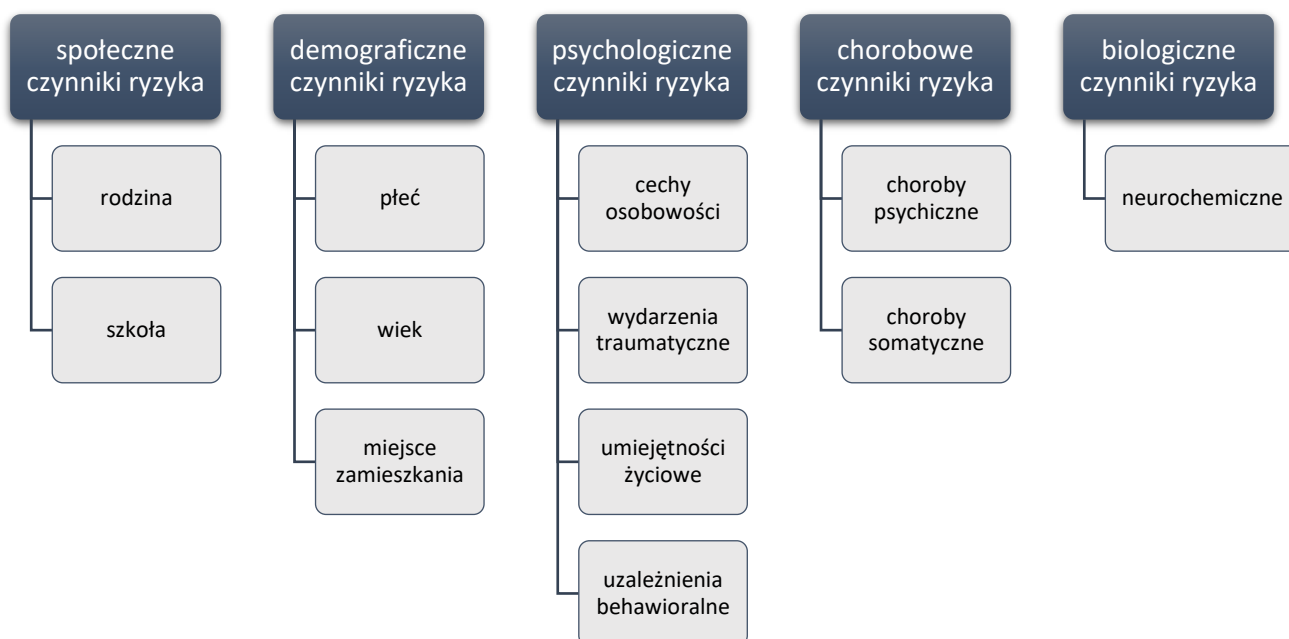 społeczne
czynniki ryzyka
rodzina
szkoła
demograficzne
czynniki ryzyka
płeć
wiek
miejsce
zamieszkania
psychologiczne
czynniki ryzyka
cechy
osobowości
wydarzenia
traumatyczne
umiejętności
życiowe
uzależnienia
behawioralne
chorobowe
czynniki ryzyka
choroby
psychiczne
choroby
somatyczne
biologiczne
czynniki ryzyka
neurochemiczne